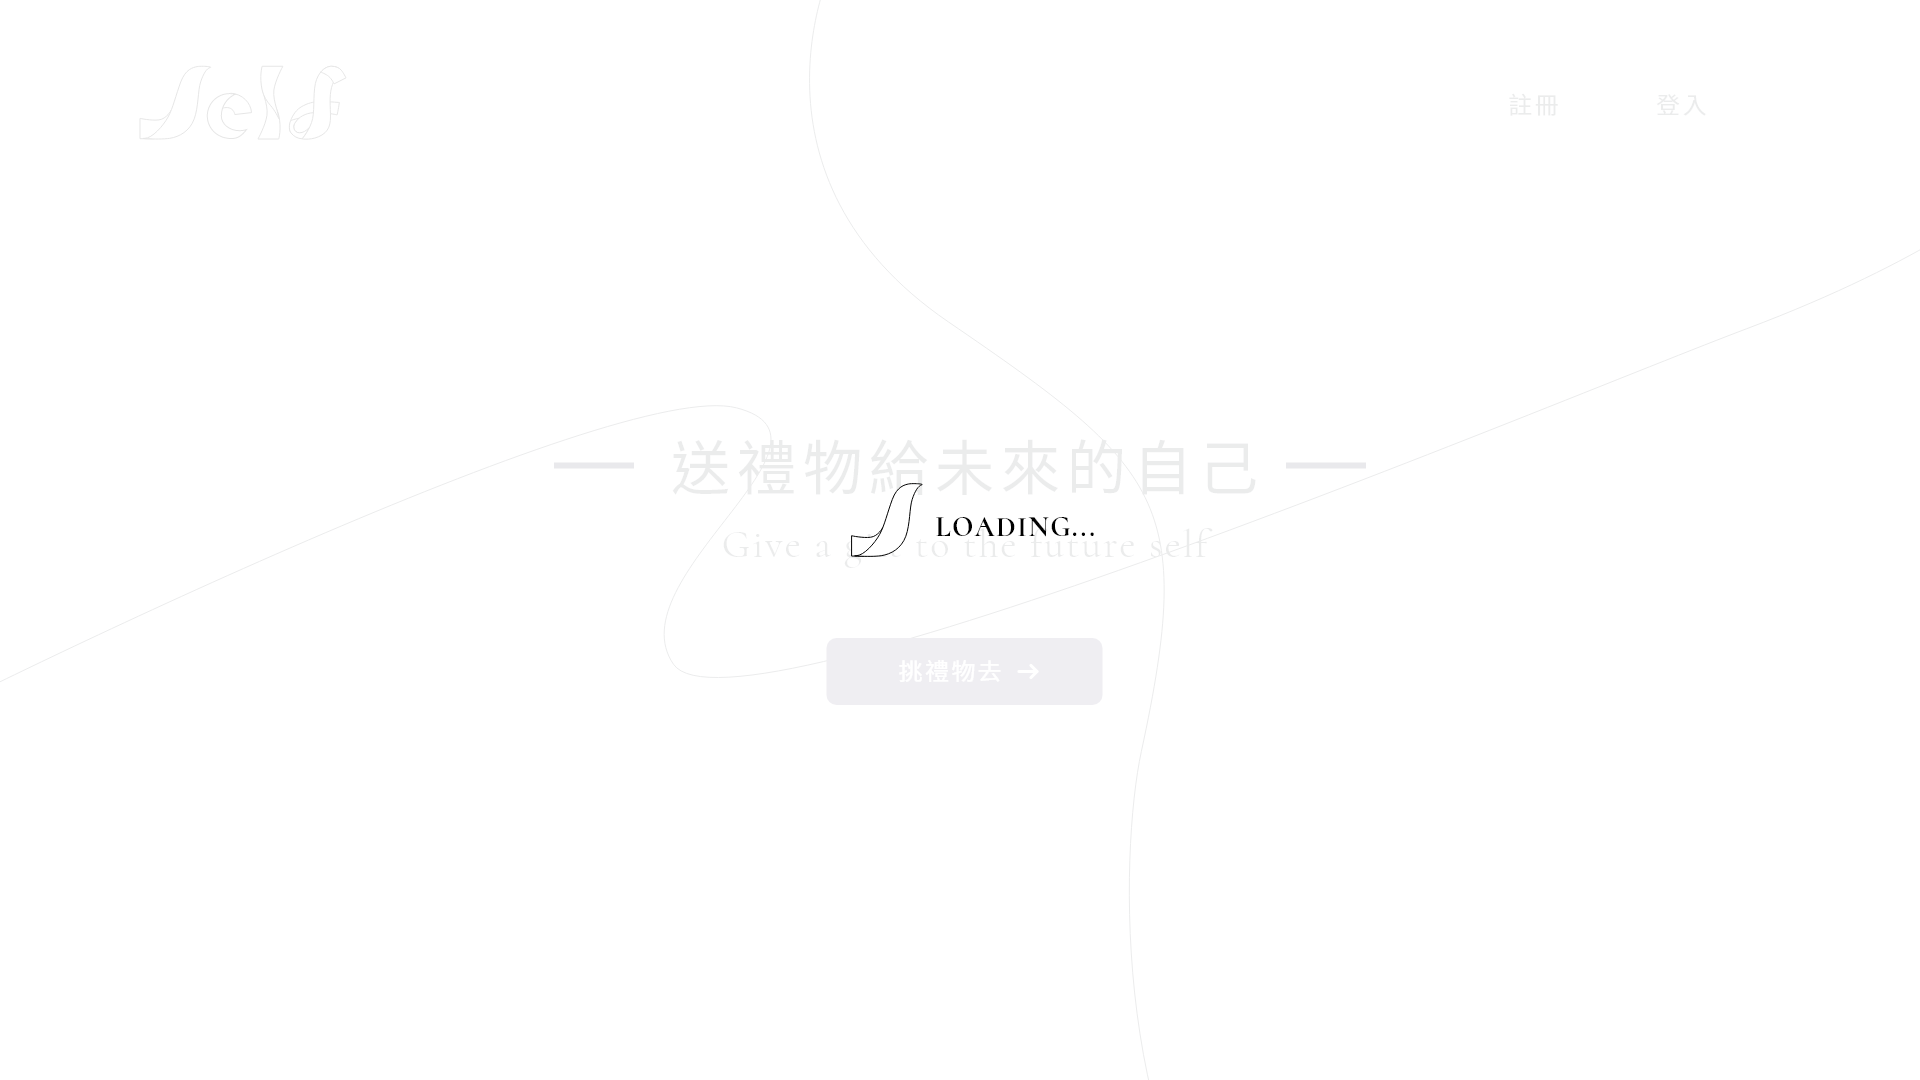 Self
註冊
登入
送禮物給未來的自己
LOADING...
Give a gift to the future self
挑禮物去 →